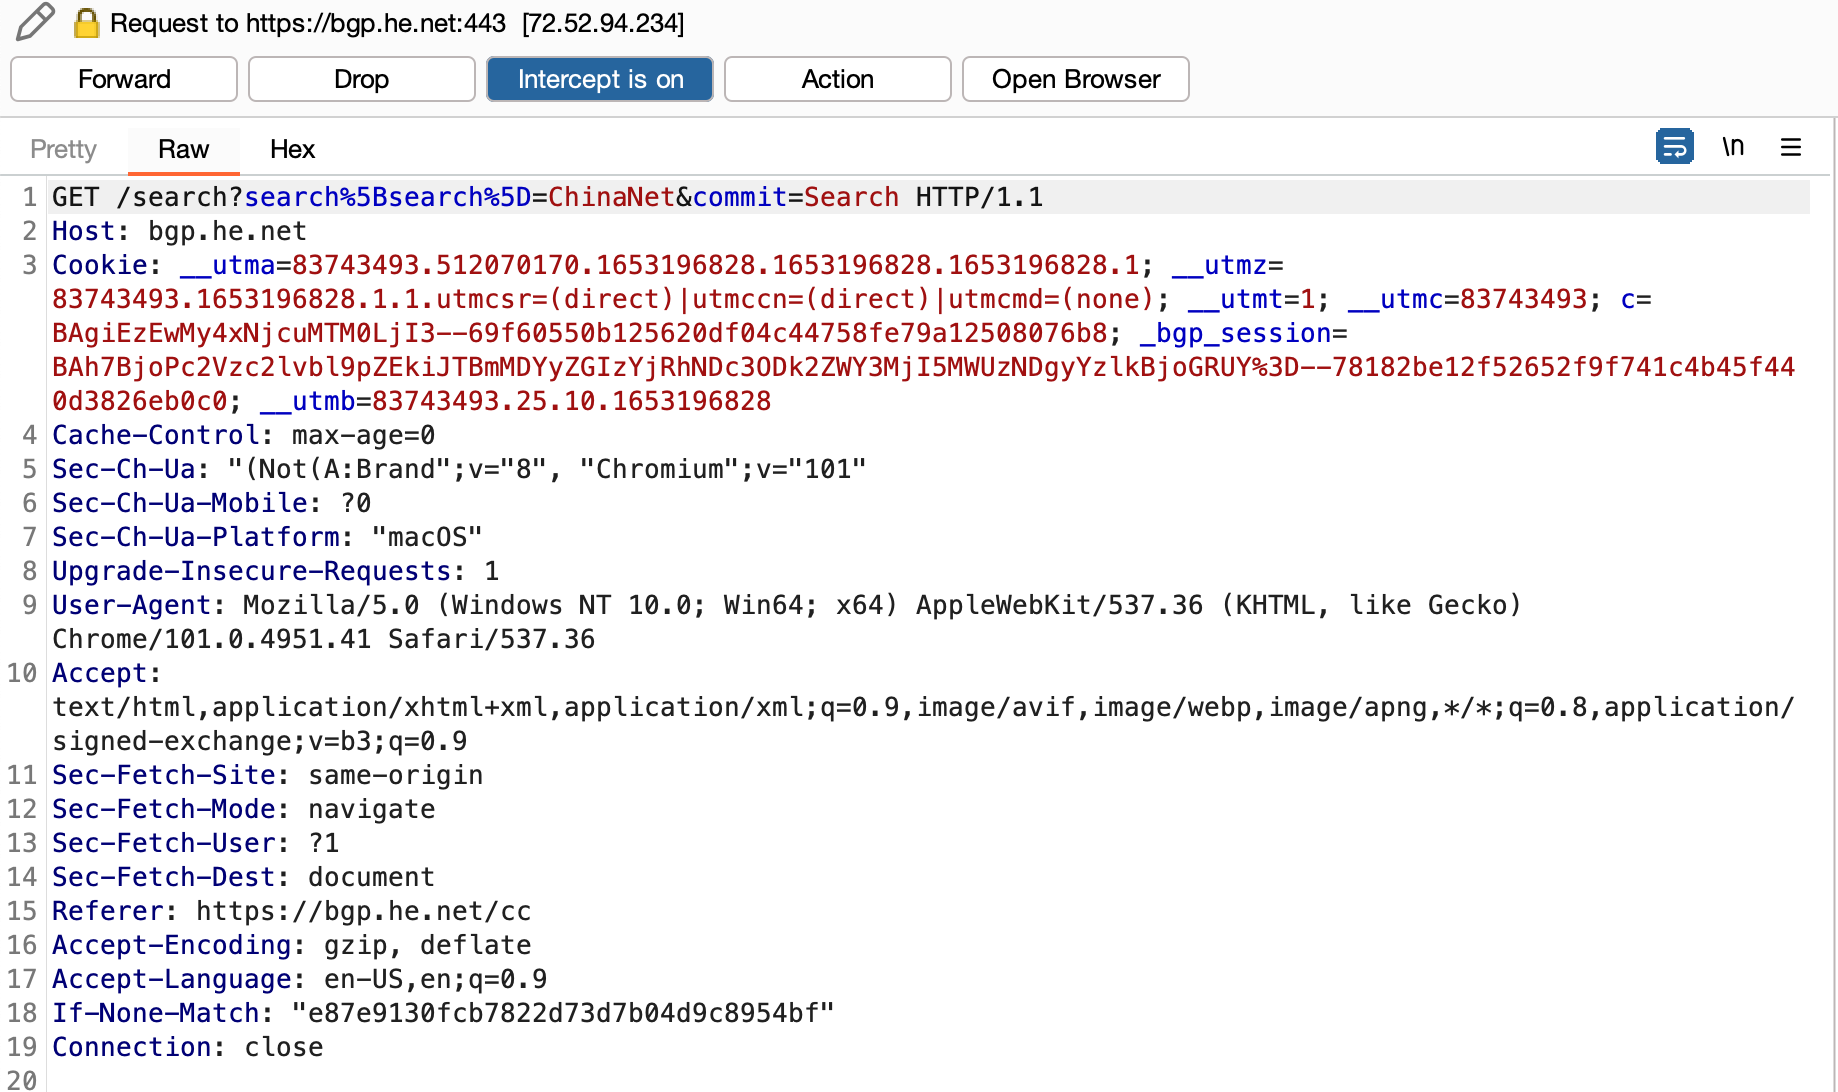 Request to https://bgp.he.net:443 [72.52.94.234]
Forward Drop Intercept is on Action Open Browser
Pretty Raw Hex \n
1 GET /search?search%5Bsearch%5D=ChinaNet&commit=Search HTTP/1.1
2 Host: bgp.he.net
3 Cookie: __utma=83743493.512070170.1653196828.1653196828.1653196828.1; __utmz=
83743493.1653196828.1.1.utmcsr=(direct)|utmccn=(direct)|utmcmd=(none); __utmt=1; __utmc=83743493; c=
BAgiEzEwMy4xNjcuMTM0LjI3--69f60550b125620df04c44758fe79a12508076b8; _bgp_session=
BAh7BjoPc2Vzc2lvbl9pZEkiJTBmMDYyZGIzYjRhNDc3ODk2ZWY3MjI5MWUzNDgyYzlkBjoGRUY%3D--78182be12f52652f9f741c4b45f44
0d3826eb0c0; __utmb=83743493.25.10.1653196828
4 Cache-Control: max-age=0
5 Sec-Ch-Ua: "(Not(A:Brand";v="8", "Chromium";v="101"
6 Sec-Ch-Ua-Mobile: ?0
7 Sec-Ch-Ua-Platform: "macOS"
8 Upgrade-Insecure-Requests: 1
9 User-Agent: Mozilla/5.0 (Windows NT 10.0; Win64; x64) AppleWebKit/537.36 (KHTML, like Gecko)
Chrome/101.0.4951.41 Safari/537.36
10 Accept:
text/html,application/xhtml+xml,application/xml;q=0.9,image/avif,image/webp,image/apng,*/*;q=0.8,application/
signed-exchange;v=b3;q=0.9
11 Sec-Fetch-Site: same-origin
12 Sec-Fetch-Mode: navigate
13 Sec-Fetch-User: ?1
14 Sec-Fetch-Dest: document
15 Referer: https://bgp.he.net/cc
16 Accept-Encoding: gzip, deflate
17 Accept-Language: en-US,en;q=0.9
18 If-None-Match: "e87e9130fcb7822d73d7b04d9c8954bf"
19 Connection: close
20